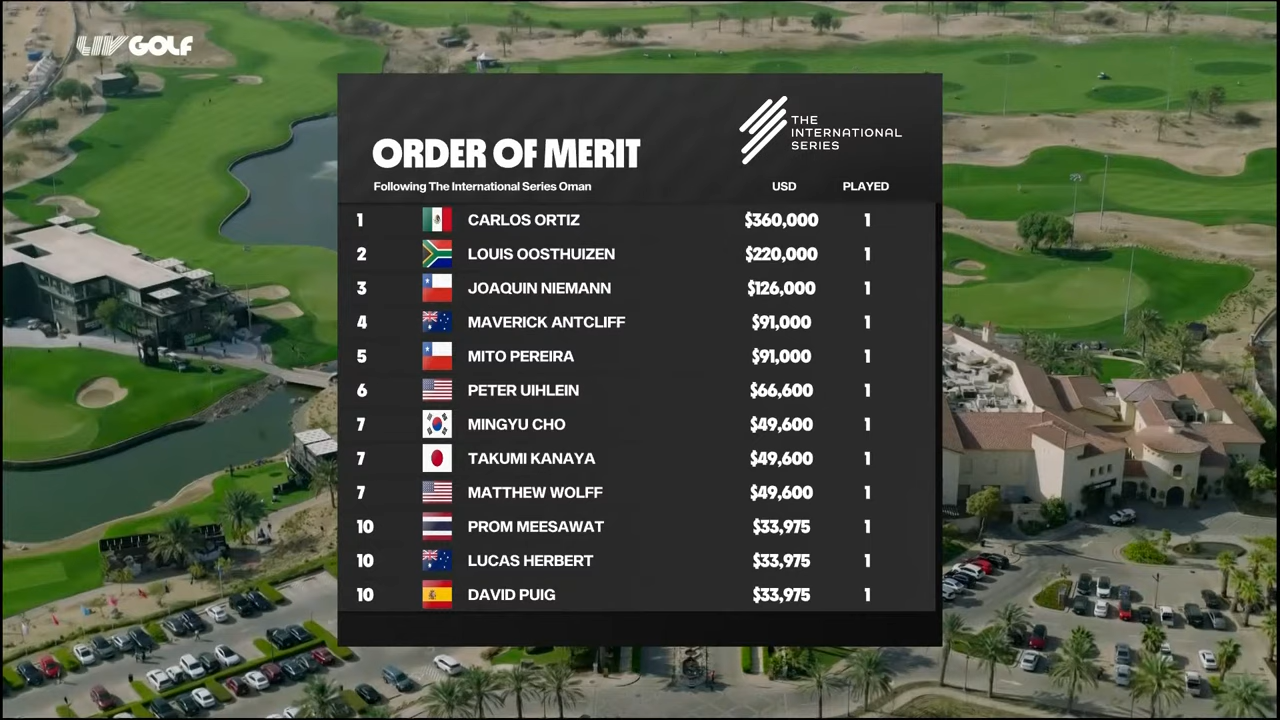 LIV GOLF
THE
INTERNATIONAL
SERIES
ORDER OF MERIT
Following The International Series Oman USD PLAYED
1 CARLOS ORTIZ $360,000 1
2 LOUIS OOSTHUIZEN $220,000 1
3 JOAQUIN NIEMANN $126,000 1
4 MAVERICK ANTCLIFF $91,000 1
5 MITO PEREIRA $91,000 1
6 PETER UIHLEIN $66,600 1
7 MINGYU CHO $49,600 1
7 TAKUMI KANAYA $49,600 1
7 MATTHEW WOLFF $49,600 1
10 PROM MEESAWAT $33,975 1
10 LUCAS HERBERT $33,975 1
10 DAVID PUIG $33,975 1